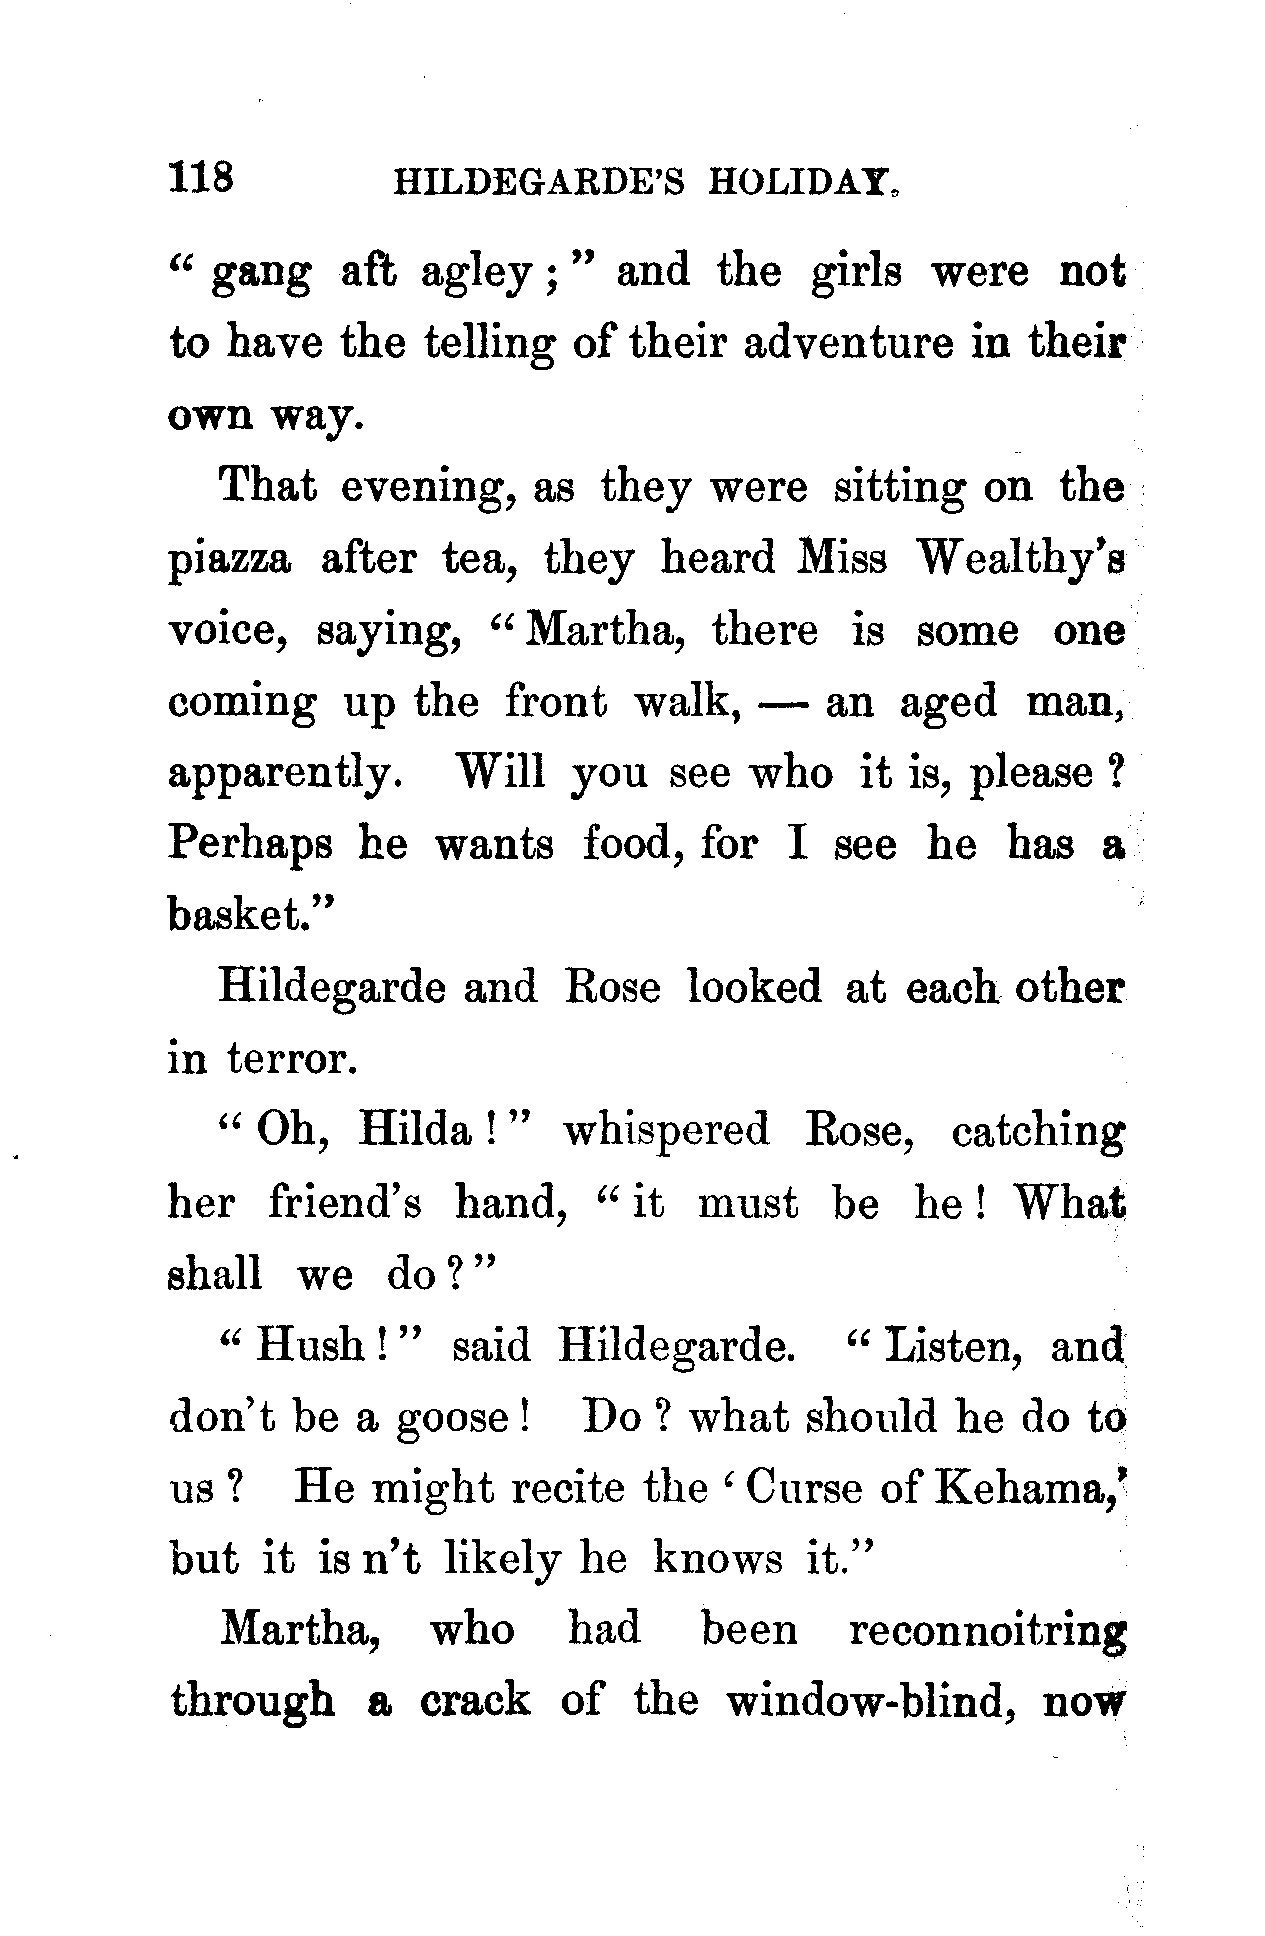 118 HILDEGARDE'S HOLIDAY.
" gang aft agley ; " and the girls were not
to have the telling of their adventure in their
own way.
That evening, as they were sitting on the
piazza after tea, they heard Miss Wealthy's
voice, saying, " Martha, there is some one
coming up the front walk, — an aged man,
apparently. Will you see who it is, please ?
Perhaps he wants food, for I see he has a
basket."
Hildegarde and Rose looked at each other
in terror.
" Oh, Hilda ! " whispered Rose, catching
her friend's hand, " it must be he ! What
shall we do ? "
" Hush ! " said Hildegarde. " Listen, and
don't be a goose ! Do ? what should he do to
us ? He might recite the ' Curse of Kehama,'
but it is n't likely he knows it."
Martha, who had been reconnoitring
through a crack of the window-blind, now